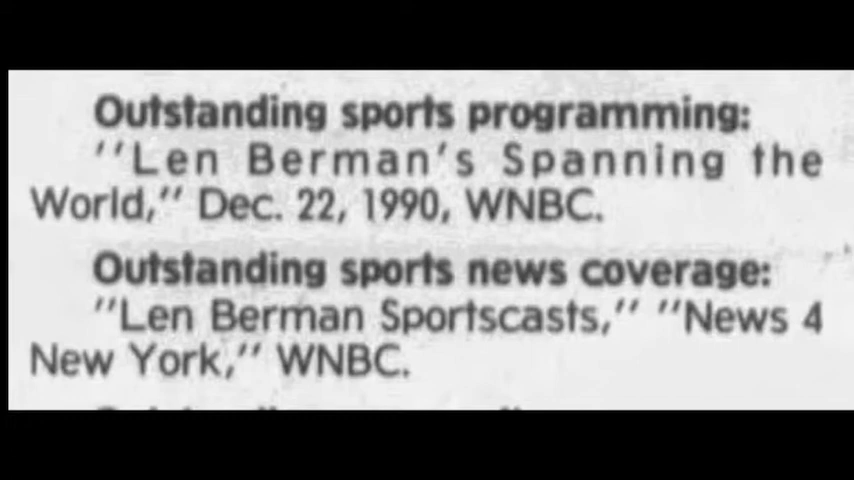 Outstanding sports programming:
''Len Berman's Spanning the
World,'' Dec. 22, 1990, WNBC.
Outstanding sports news coverage:
''Len Berman Sportscasts,'' ''News 4
New York,'' WNBC.